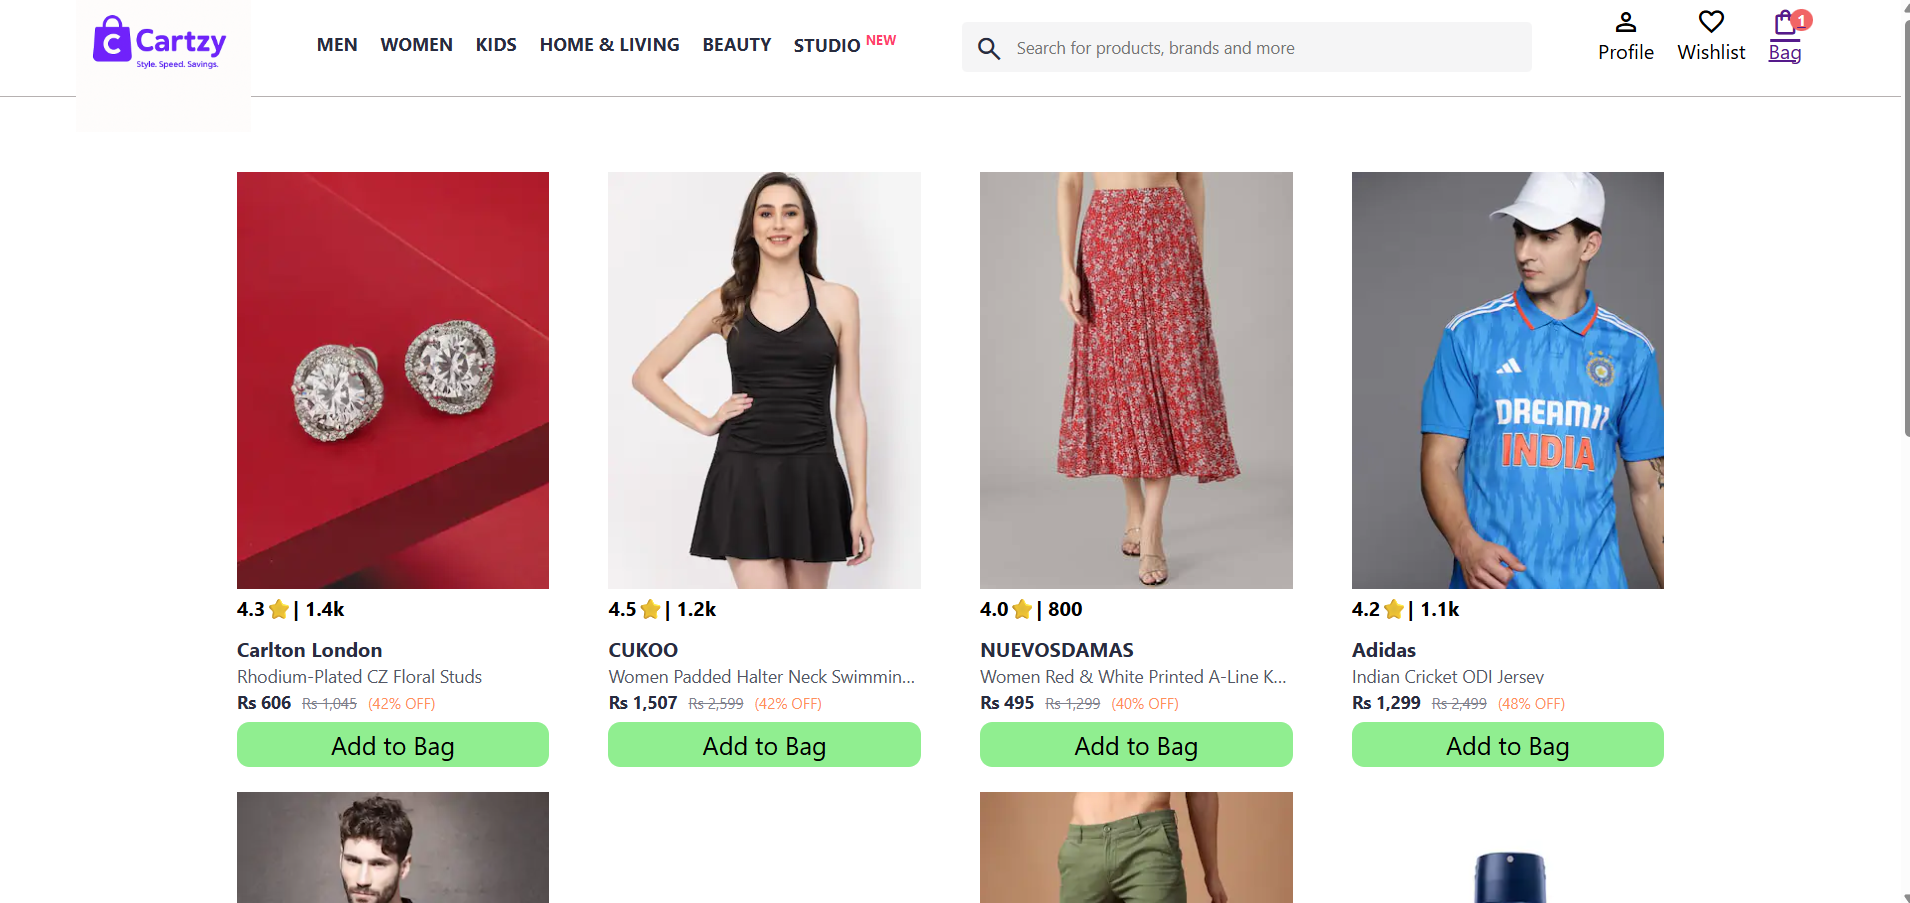 C Cartzy
Style. Speed. Savings.
MEN WOMEN KIDS HOME & LIVING BEAUTY STUDIO NEW
Search for products, brands and more
Profile Wishlist Bag 1
DREAM11
INDIA
4.3 ⭐ | 1.4k
Carlton London
Rhodium-Plated CZ Floral Studs
Rs 606 Rs 1,045 (42% OFF)
Add to Bag
4.5 ⭐ | 1.2k
CUKOO
Women Padded Halter Neck Swimmin...
Rs 1,507 Rs 2,599 (42% OFF)
Add to Bag
4.0 ⭐ | 800
NUEVOSDAMAS
Women Red & White Printed A-Line K...
Rs 495 Rs 1,299 (40% OFF)
Add to Bag
4.2 ⭐ | 1.1k
Adidas
Indian Cricket ODI Jersey
Rs 1,299 Rs 2,499 (48% OFF)
Add to Bag